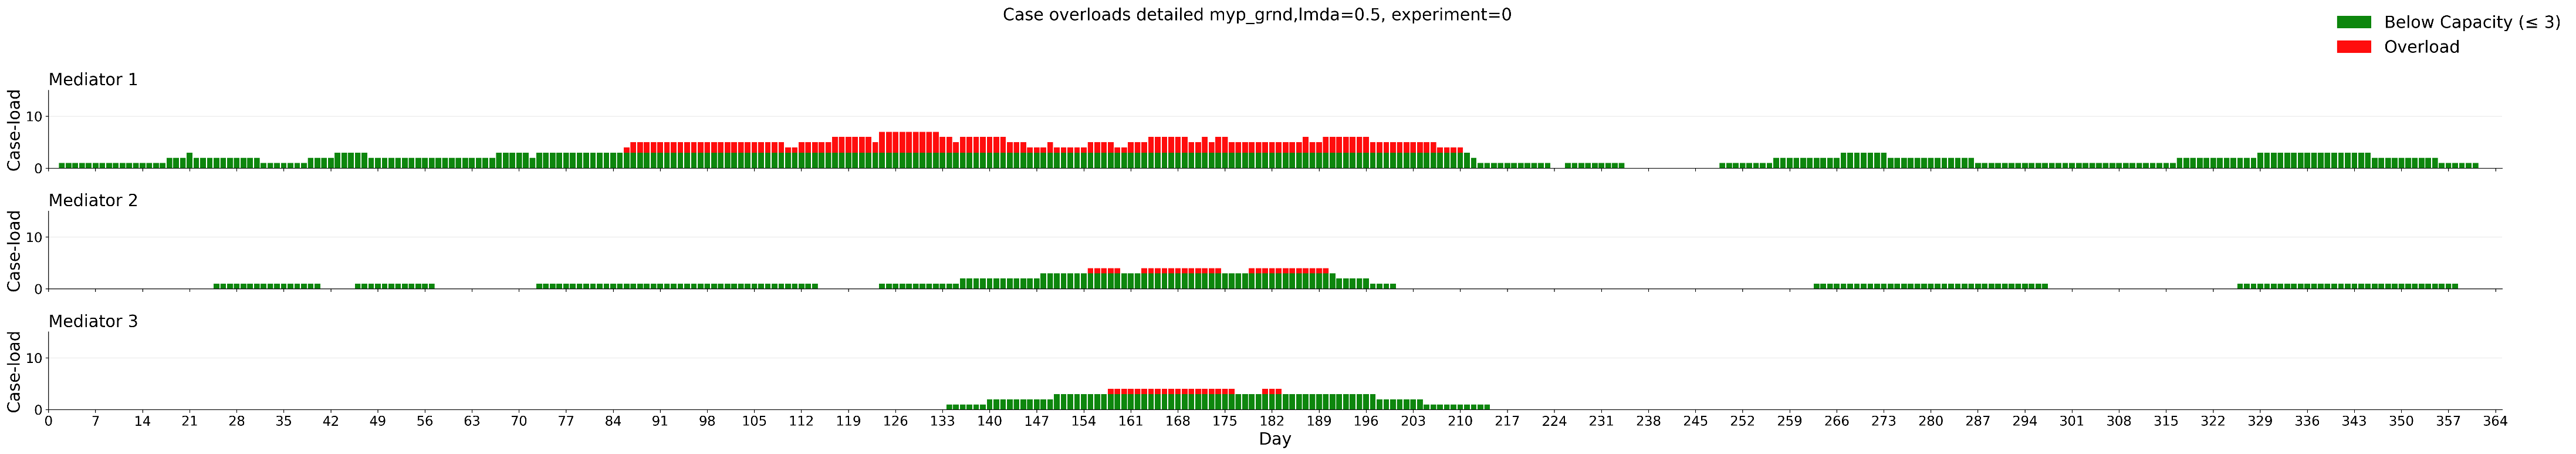 Case overloads detailed myp_grnd,lmda=0.5, experiment=0
Below Capacity (≤ 3)
Overload
Mediator 1
Case-load
10
0
Mediator 2
Case-load
10
0
Mediator 3
Case-load
10
0
0 7 14 21 28 35 42 49 56 63 70 77 84 91 98 105 112 119 126 133 140 147 154 161 168 175 182 189 196 203 210 217 224 231 238 245 252 259 266 273 280 287 294 301 308 315 322 329 336 343 350 357 364
Day